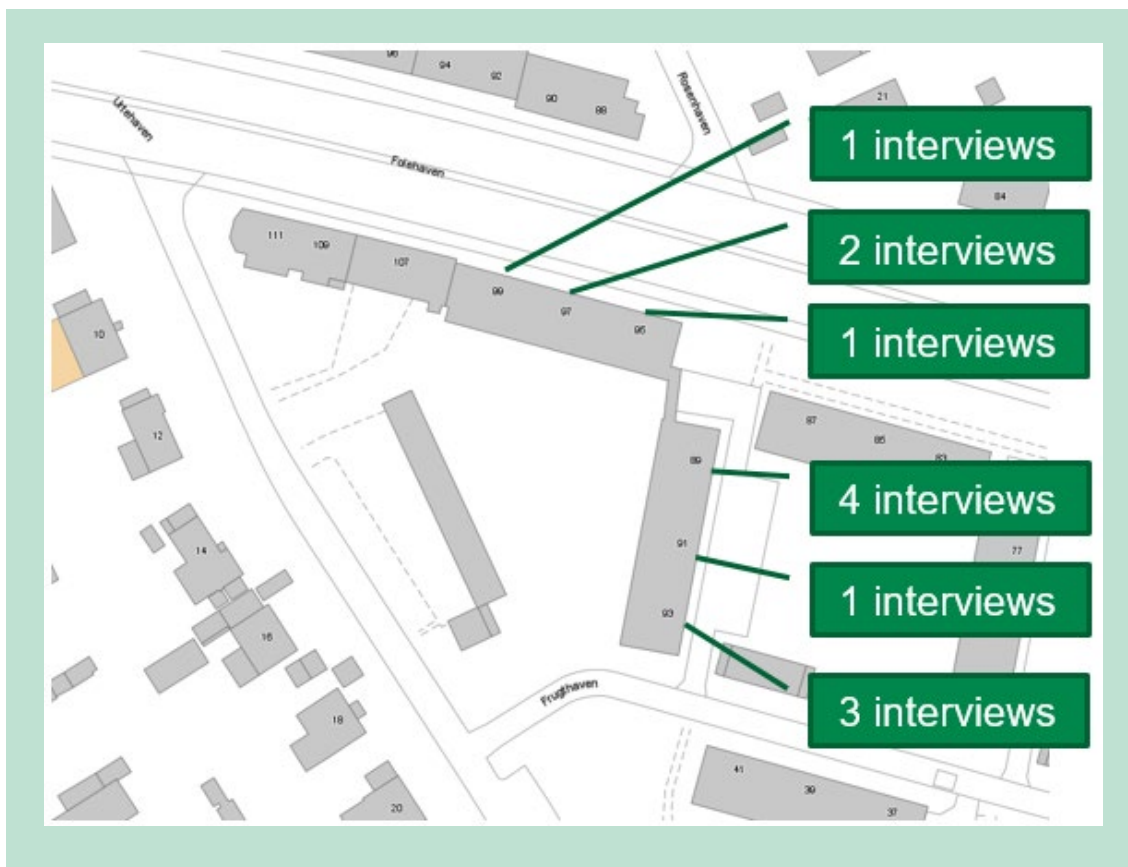 96
94
92
90
88
Rosenhaven
21
Urtehaven
Folehaven
1 interviews
84
111
109
107
2 interviews
99
97
95
1 interviews
10
12
87
85
83
89
4 interviews
14
91
77
1 interviews
16
93
Frugthaven
3 interviews
18
41
39
37
20